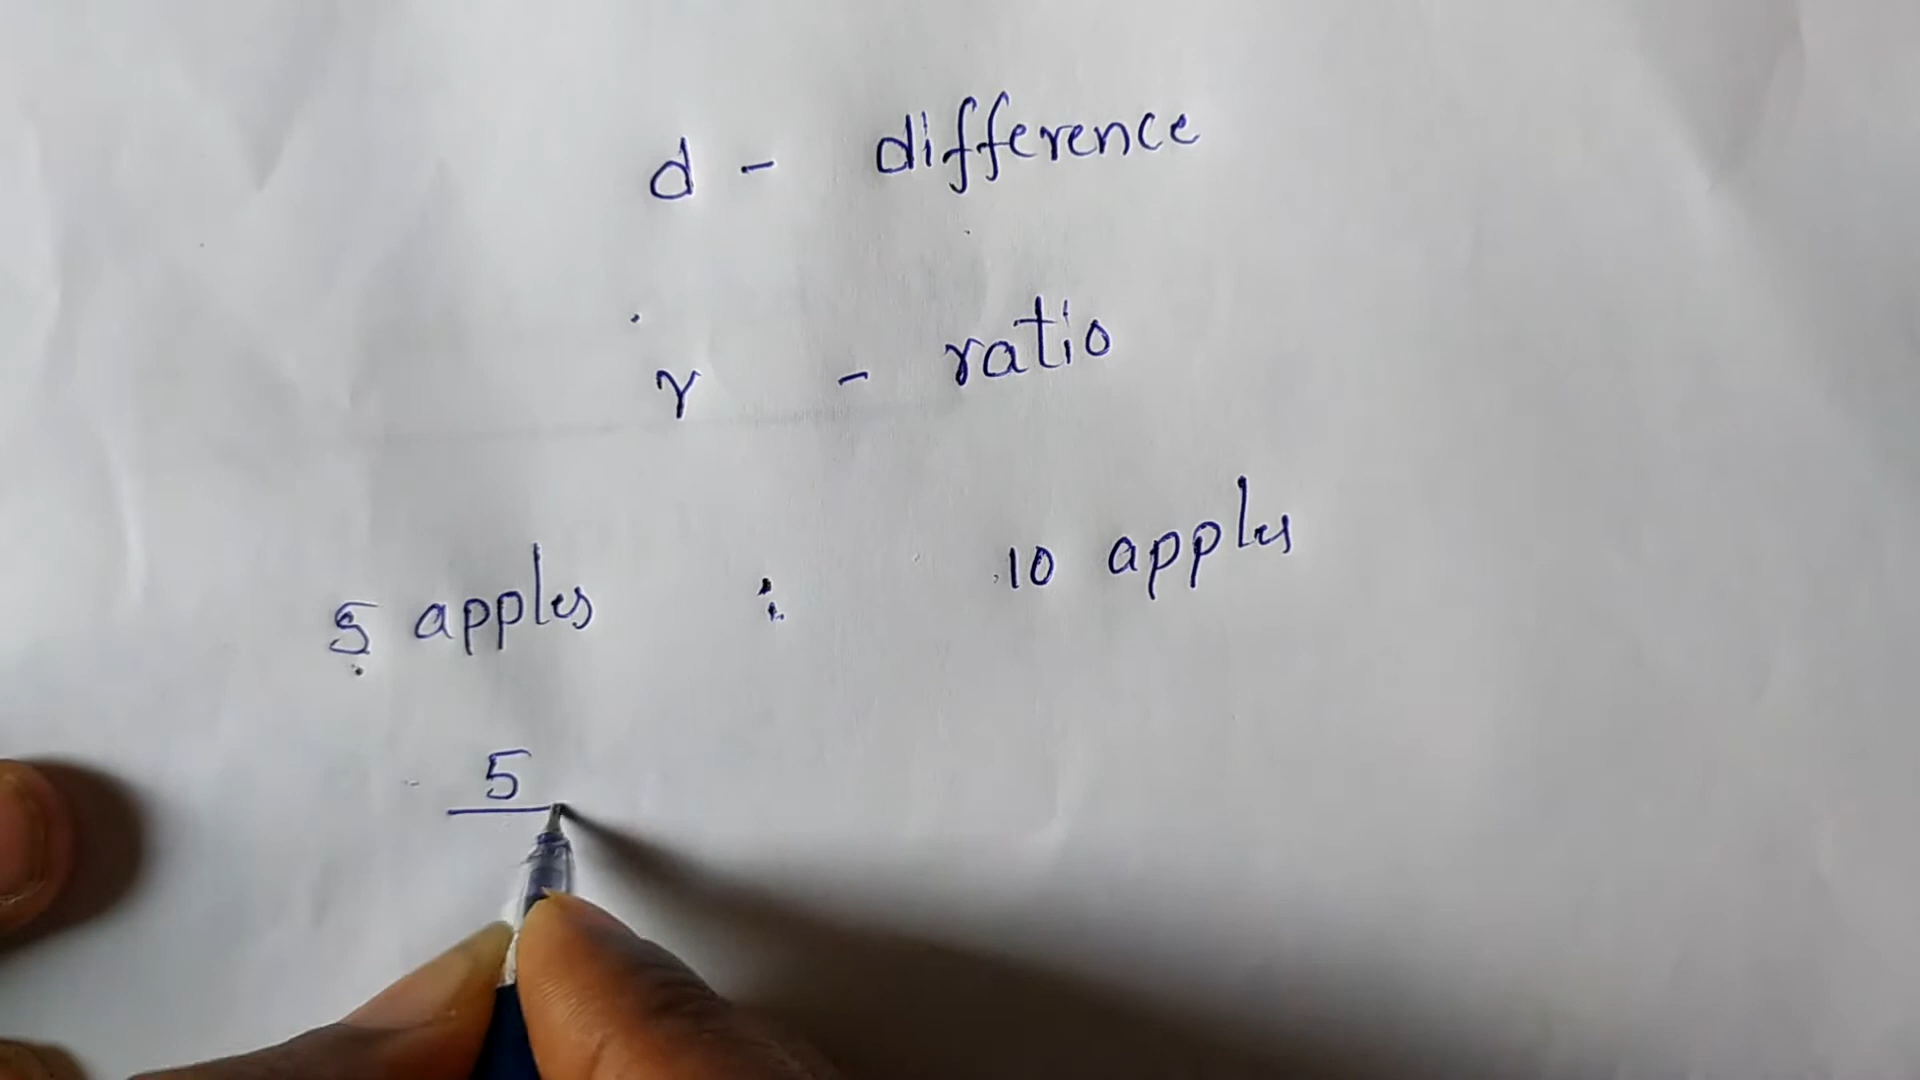 d - difference
r - ratio
5 apples : 10 apples
5